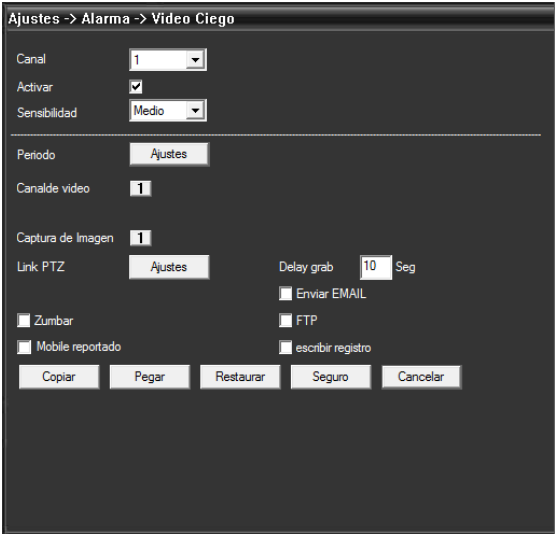 Ajustes -> Alarma -> Video Ciego
Canal 1
Activar
Sensibilidad Medio
Periodo Ajustes
Canalde video 1
Captura de Imagen 1
Link PTZ Ajustes Delay grab 10 Seg
Enviar EMAIL
Zumbar FTP
Mobile reportado escribir registro
Copiar Pegar Restaurar Seguro Cancelar